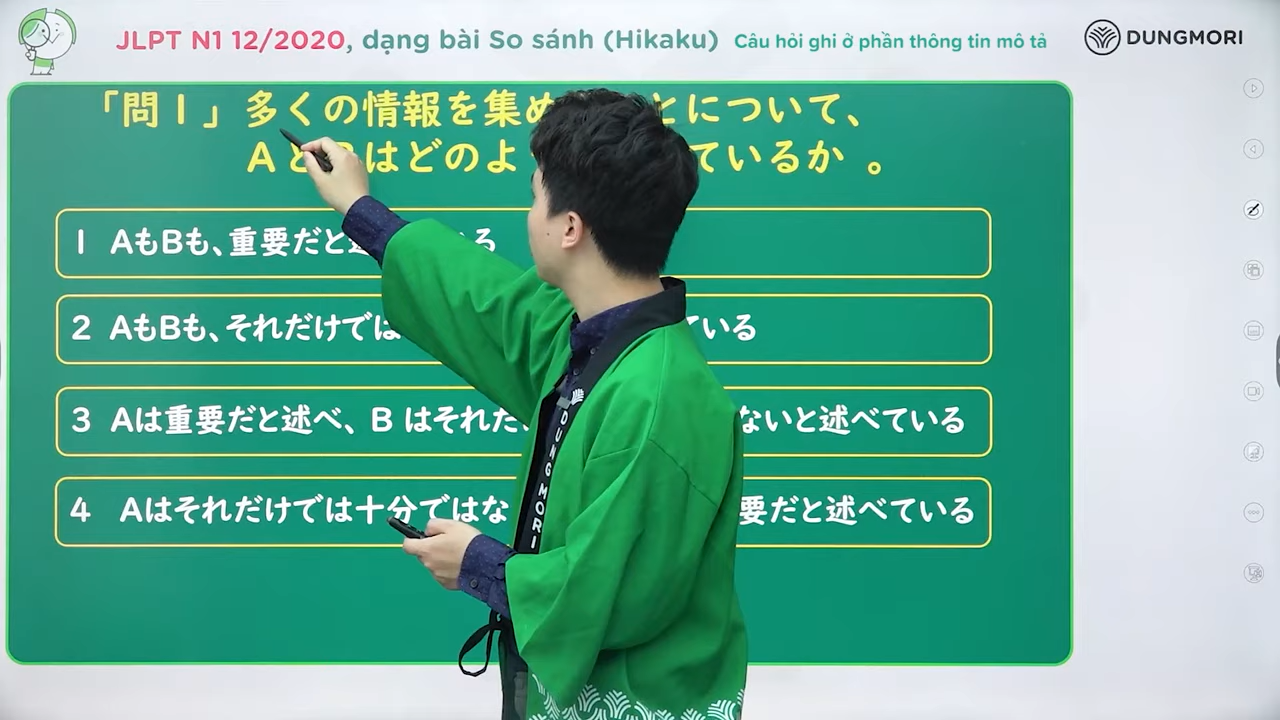 JLPT N1 12/2020, dạng bài So sánh (Hikaku) Câu hỏi ghi ở phần thông tin mô tả
DUNGMORI
「問1」多くの情報を集め とについて、
AとBはどのよ ているか 。
1 AもBも、重要だと述 る
2 AもBも、それだけでは ている
3 Aは重要だと述べ、B はそれだ ないと述べている
4 Aはそれだけでは十分ではな 要だと述べている
DUNG MORI